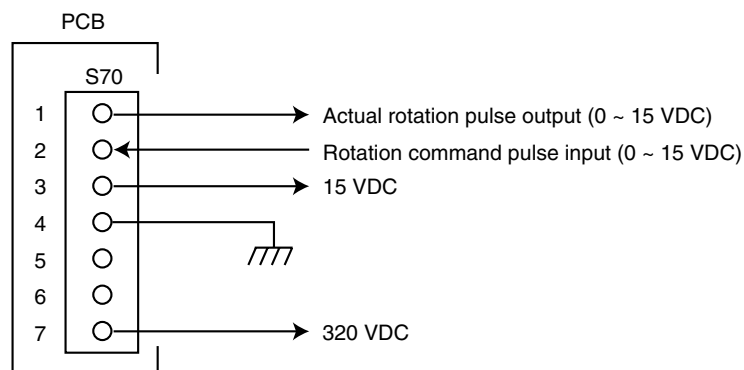 PCB
S70
1 Actual rotation pulse output (0 ~ 15 VDC)
2 Rotation command pulse input (0 ~ 15 VDC)
3 15 VDC
4
5
6
7 320 VDC